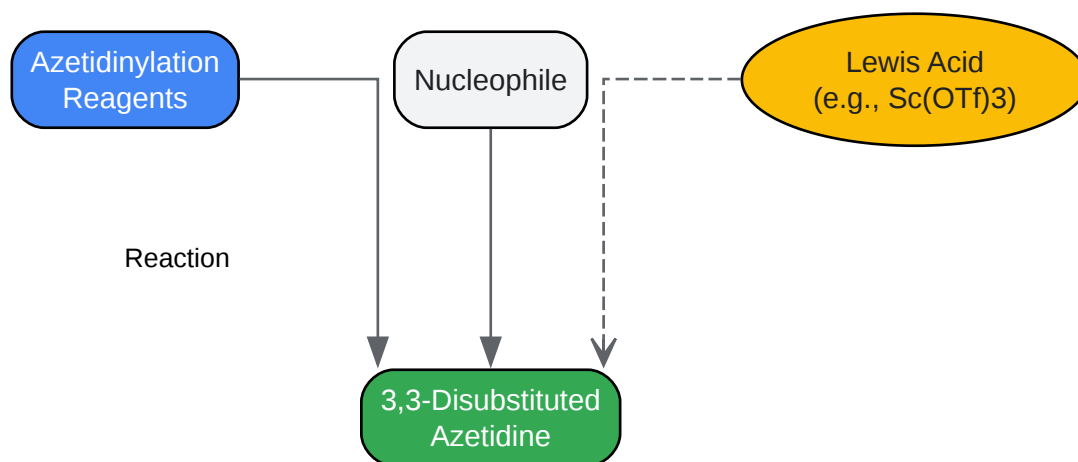 Azetidinylation
Reagents
Nucleophile
Lewis Acid
(e.g., Sc(OTf)3)
Reaction
3,3-Disubstituted
Azetidine